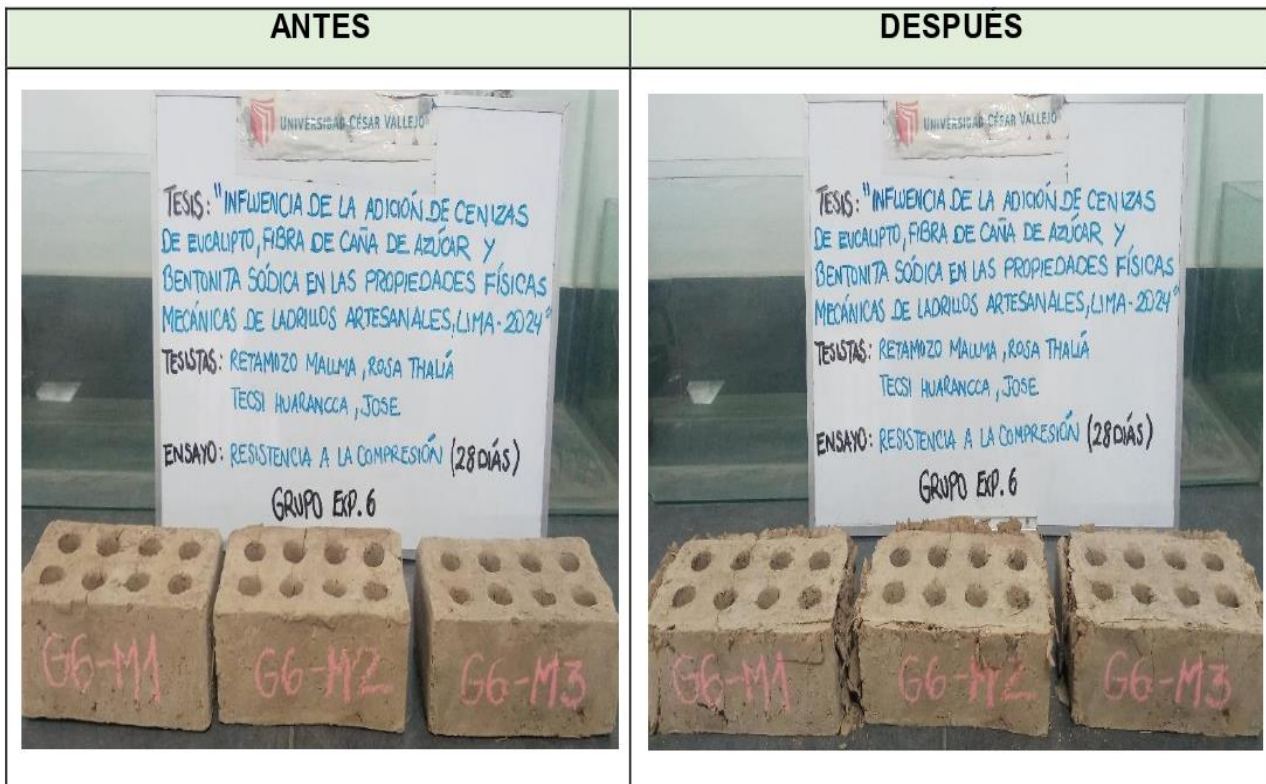 ANTES
DESPUÉS
UNIVERSIDAD CÉSAR VALLEJO
TESIS: "INFLUENCIA DE LA ADICIÓN DE CENIZAS
DE EUCALIPTO, FIBRA DE CAÑA DE AZÚCAR Y
BENTONITA SÓDICA EN LAS PROPIEDADES FÍSICAS
MECÁNICAS DE LADRILLOS ARTESANALES, LIMA-2024"
TESISTAS: RETAMOZO MALLMA, ROSA THALIÁ
TECSI HUARANCCA, JOSE
ENSAYO: RESISTENCIA A LA COMPRESIÓN (28 DIÁS)
GRUPO EXP. 6
G6-M1
G6-M2
G6-M3
UNIVERSIDAD CÉSAR VALLEJO
TESIS: "INFLUENCIA DE LA ADICIÓN DE CENIZAS
DE EUCALIPTO, FIBRA DE CAÑA DE AZÚCAR Y
BENTONITA SÓDICA EN LAS PROPIEDADES FÍSICAS
MECÁNICAS DE LADRILLOS ARTESANALES, LIMA-2024"
TESISTAS: RETAMOZO MALLMA, ROSA THALIÁ
TECSI HUARANCCA, JOSE
ENSAYO: RESISTENCIA A LA COMPRESIÓN (28 DIÁS)
GRUPO EXP. 6
G6-M1
G6-M2
G6-M3